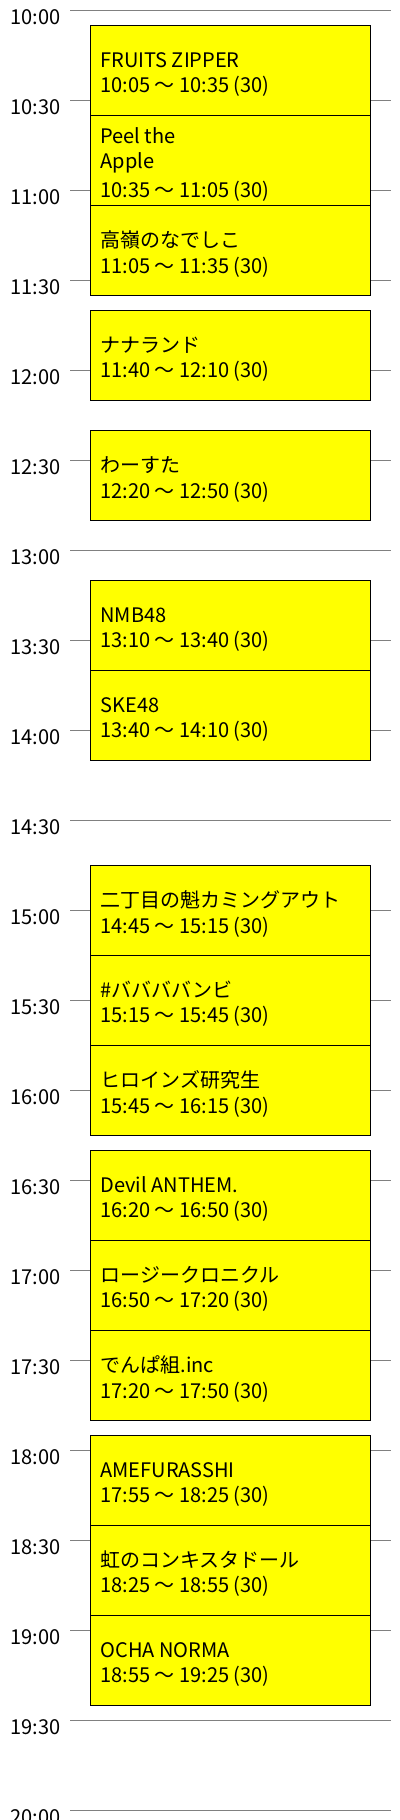 10:00
FRUITS ZIPPER
10:05 〜 10:35 (30)
10:30
Peel the
Apple
10:35 〜 11:05 (30)
11:00
高嶺のなでしこ
11:05 〜 11:35 (30)
11:30
ナナランド
11:40 〜 12:10 (30)
12:00
わーすた
12:20 〜 12:50 (30)
12:30
13:00
NMB48
13:10 〜 13:40 (30)
13:30
SKE48
13:40 〜 14:10 (30)
14:00
14:30
二丁目の魁カミングアウト
14:45 〜 15:15 (30)
15:00
#ババババンビ
15:15 〜 15:45 (30)
15:30
ヒロインズ研究生
15:45 〜 16:15 (30)
16:00
Devil ANTHEM.
16:20 〜 16:50 (30)
16:30
ロージークロニクル
16:50 〜 17:20 (30)
17:00
でんぱ組.inc
17:20 〜 17:50 (30)
17:30
AMEFURASSHI
17:55 〜 18:25 (30)
18:00
虹のコンキスタドール
18:25 〜 18:55 (30)
18:30
OCHA NORMA
18:55 〜 19:25 (30)
19:00
19:30
20:00